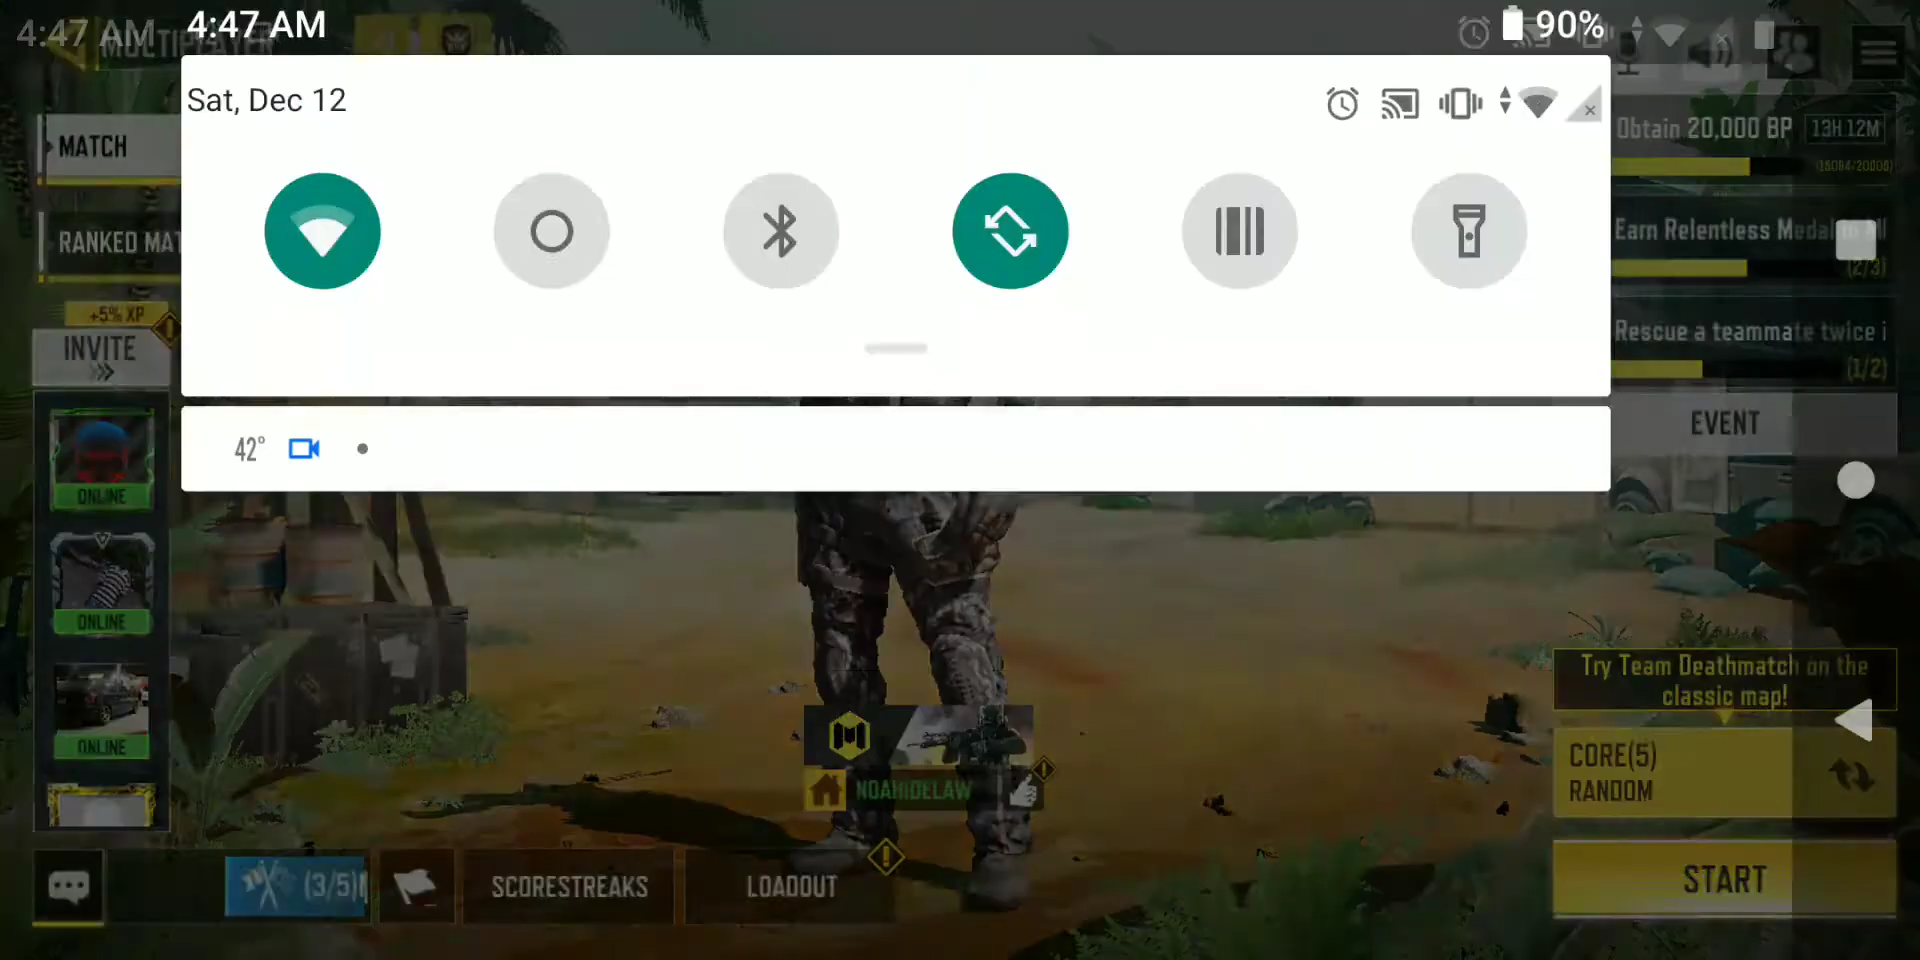 4:47 AM
4:47 AM
90%
MULTIPLAYER
Sat, Dec 12
MATCH
RANKED MAT
+5% XP
INVITE
ONLINE
ONLINE
ONLINE
42°
Obtain 20,000 BP
13H 12M
Earn Relentless Medal
(2/3)
Rescue a teammate twice i
(1/2)
EVENT
Try Team Deathmatch on the
classic map!
CORE(5)
RANDOM
START
NOAHIDELAW
(3/5)
SCORESTREAKS
LOADOUT